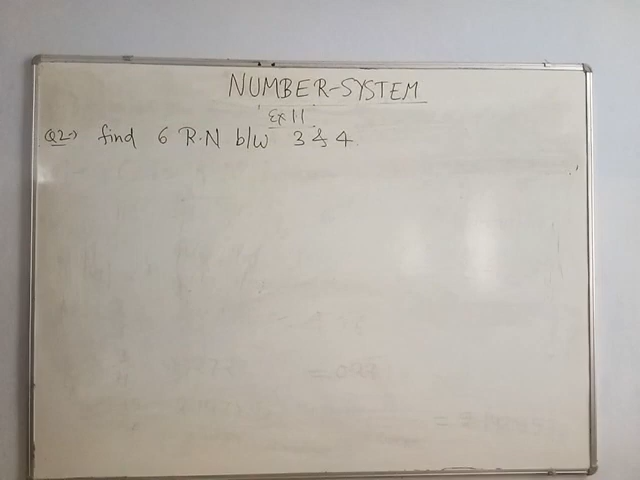 NUMBER-SYSTEM
Ex 1.1
Q2→ find 6 R.N b/w 3 & 4.